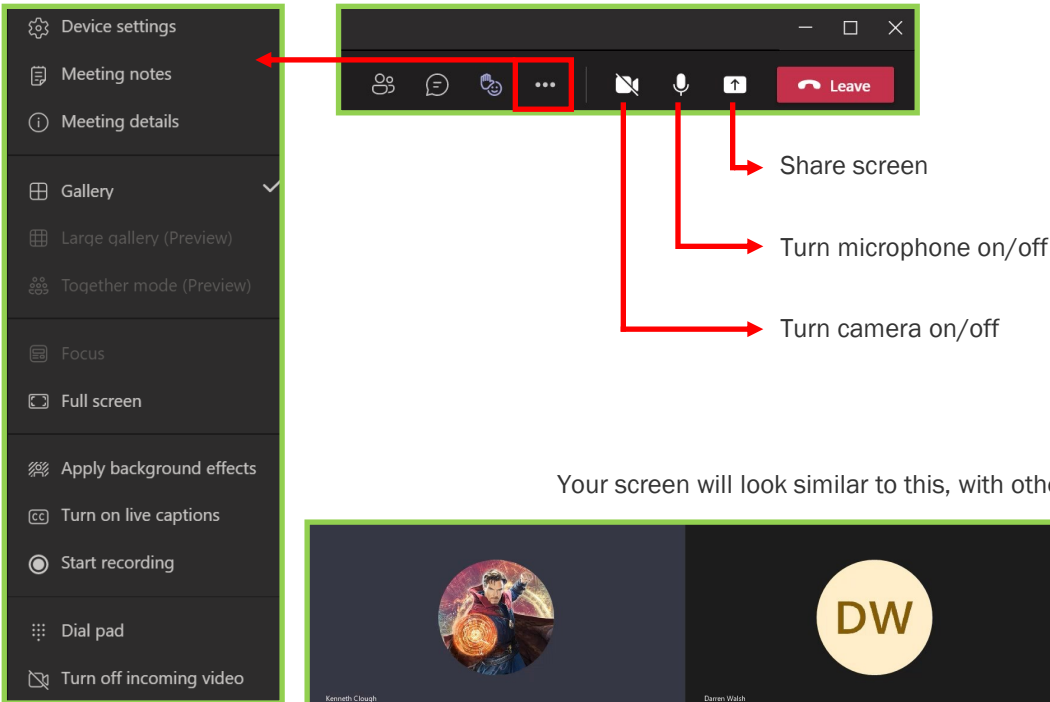 Device settings
Meeting notes
Meeting details
Gallery
Large gallery (Preview)
Together mode (Preview)
Focus
Full screen
Apply background effects
CC Turn on live captions
Start recording
Dial pad
Turn off incoming video
Leave
Share screen
Turn microphone on/off
Turn camera on/off
Your screen will look similar to this, with othe
DW
Kenneth Clough
Darren Walsh